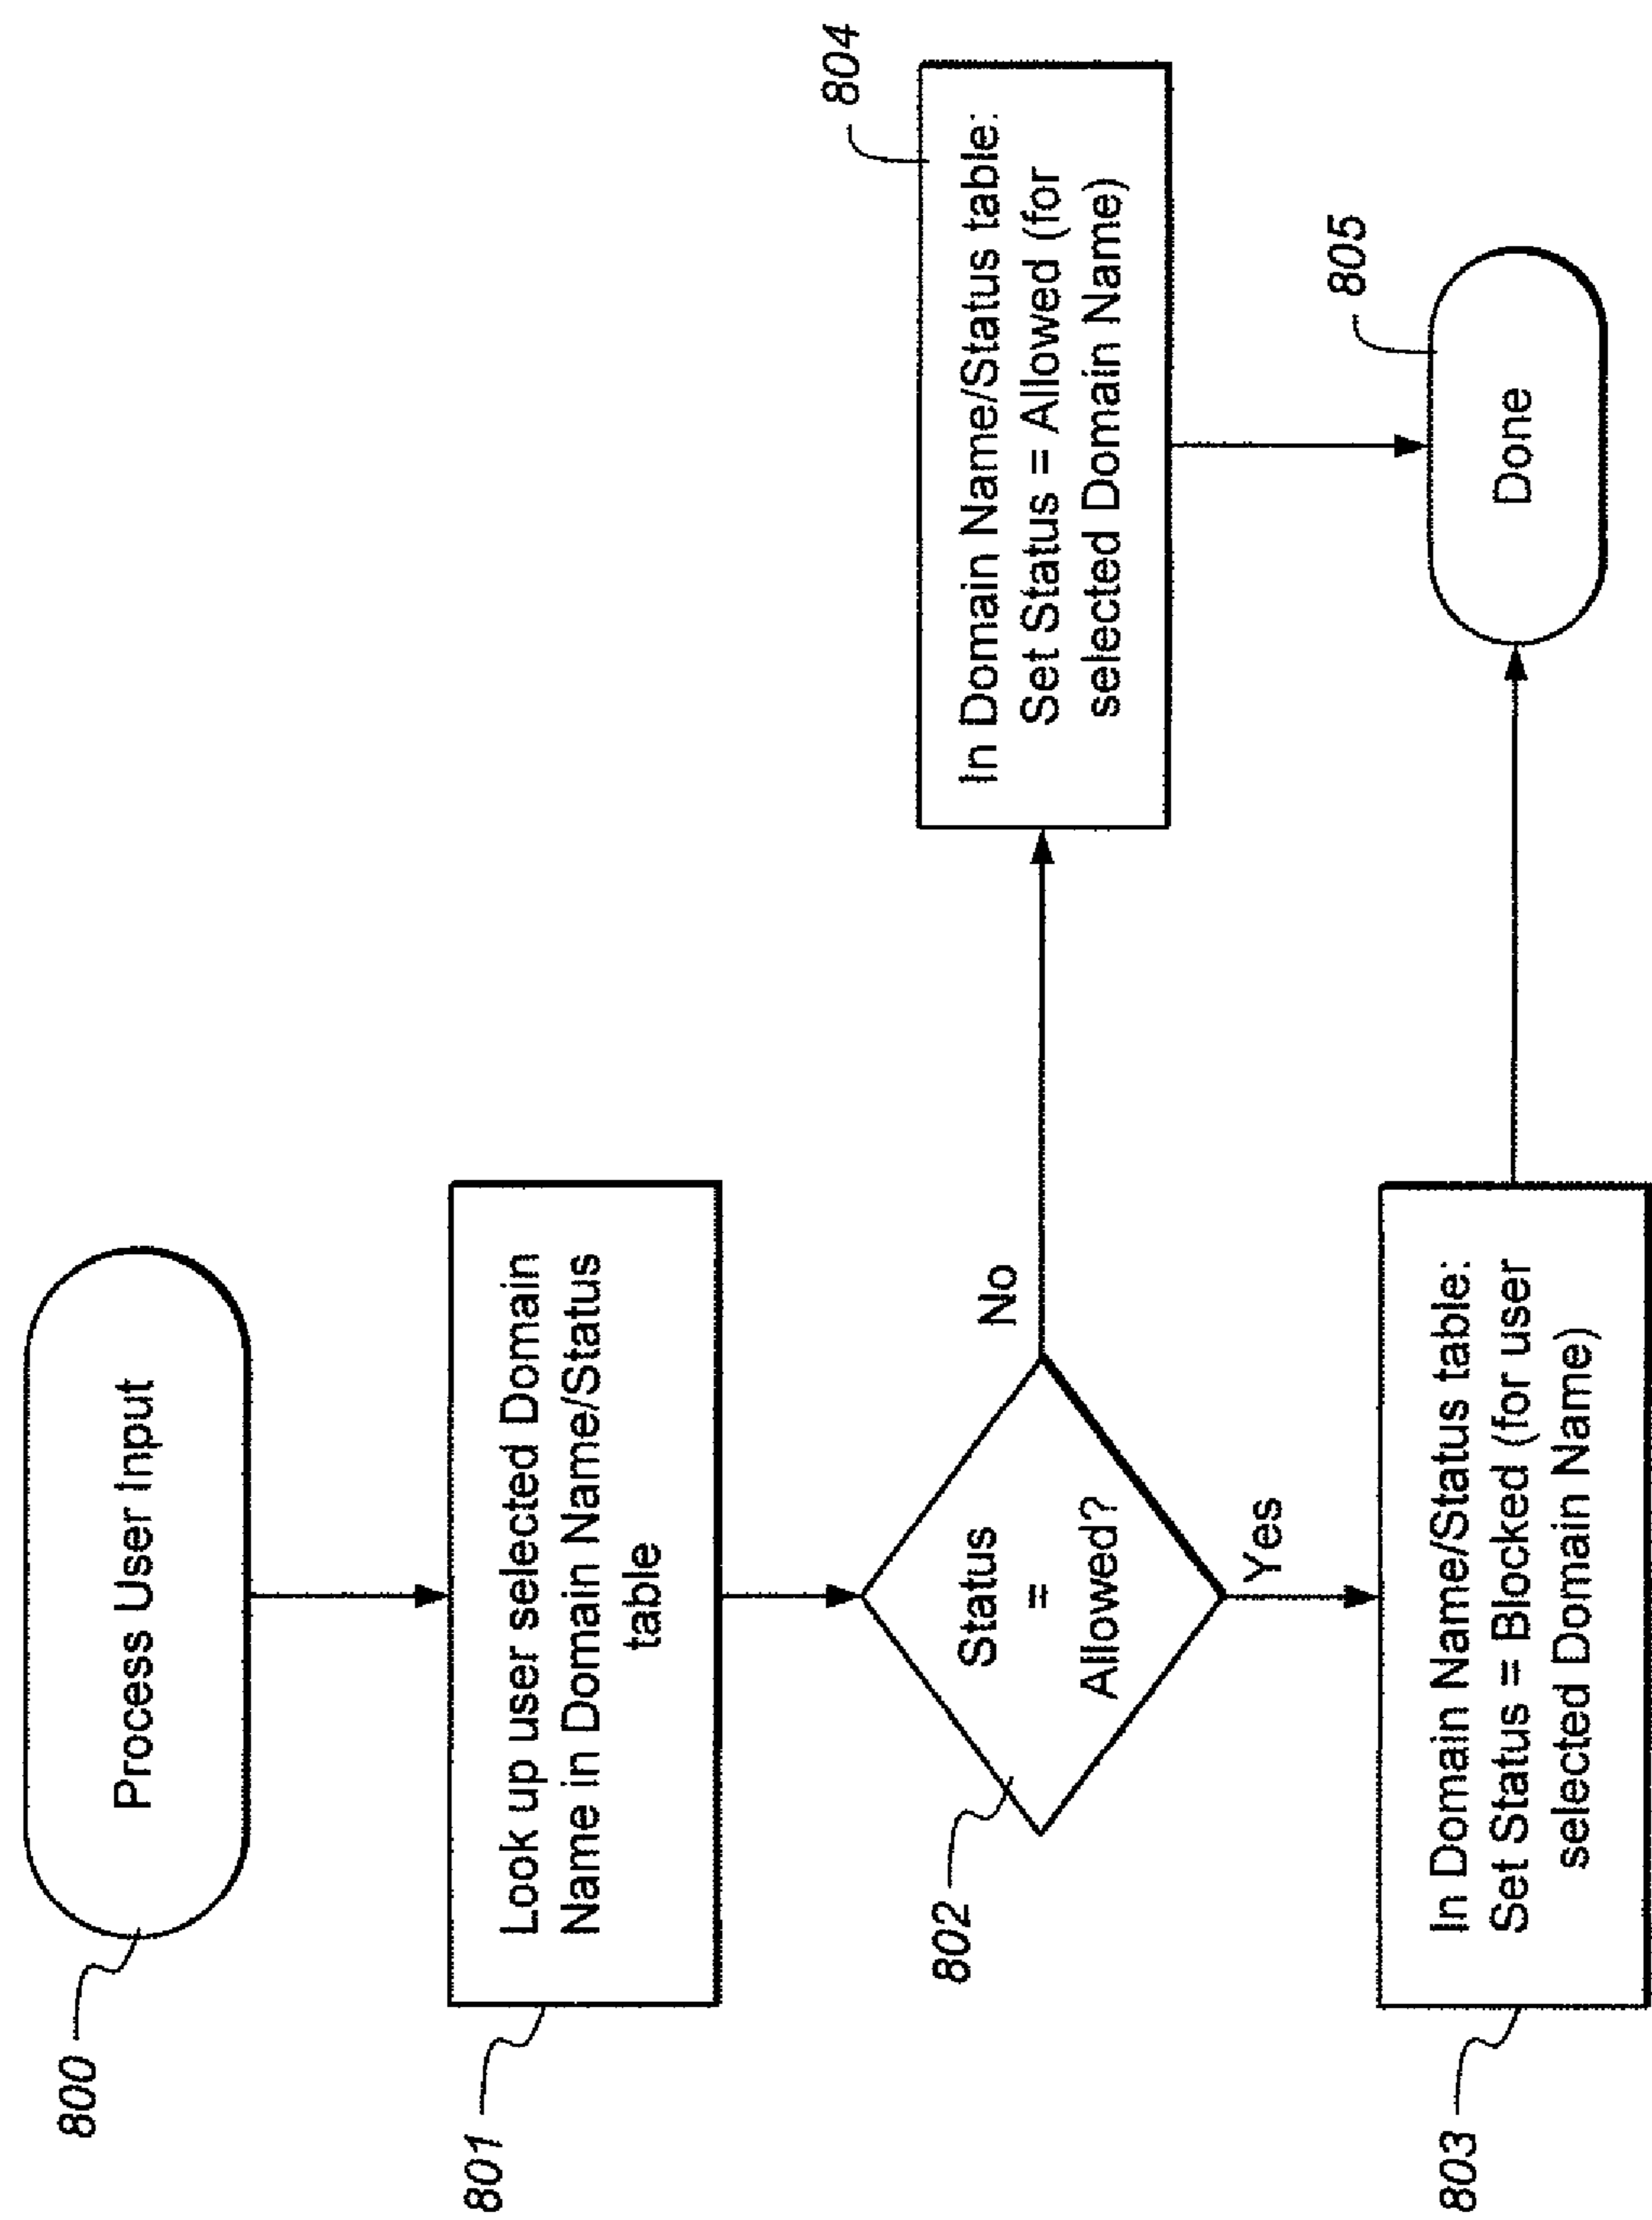 800
Process User Input
801
Look up user selected Domain
Name in Domain Name/Status
table
802
Status
=
Allowed?
No
Yes
804
In Domain Name/Status table:
Set Status = Allowed (for
selected Domain Name)
803
In Domain Name/Status table:
Set Status = Blocked (for user
selected Domain Name)
805
Done